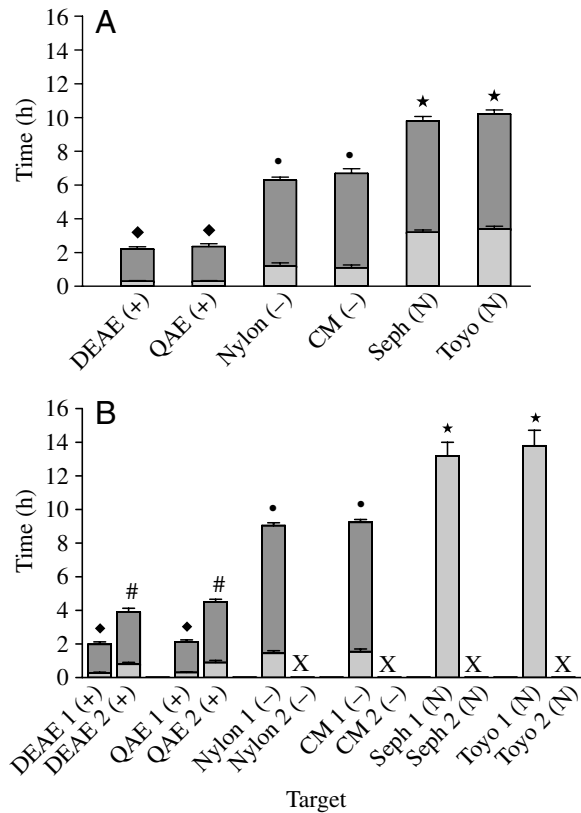 A
Time (h)
16
14
12
10
8
6
4
2
0
◆ ◆ • • ★ ★
DEAE (+) QAE (+) Nylon (–) CM (–) Seph (N) Toyo (N)
B
Time (h)
16
14
12
10
8
6
4
2
0
◆ # ◆ # • X • X ★ X ★ X
DEAE 1 (+) DEAE 2 (+) QAE 1 (+) QAE 2 (+) Nylon 1 (–) Nylon 2 (–) CM 1 (–) CM 2 (–) Seph 1 (N) Seph 2 (N) Toyo 1 (N) Toyo 2 (N)
Target